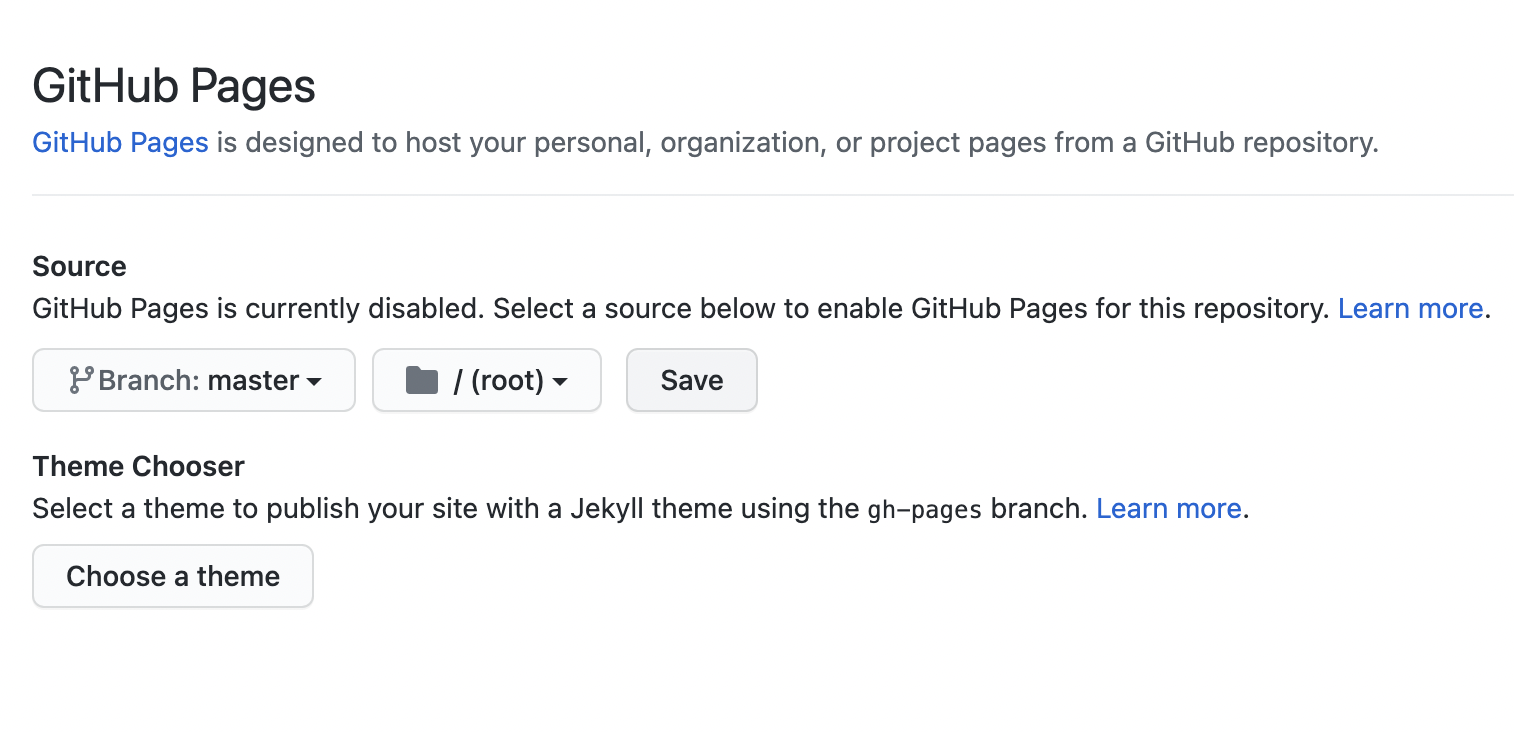 GitHub Pages
GitHub Pages is designed to host your personal, organization, or project pages from a GitHub repository.
Source
GitHub Pages is currently disabled. Select a source below to enable GitHub Pages for this repository. Learn more.
Branch: master / (root) Save
Theme Chooser
Select a theme to publish your site with a Jekyll theme using the gh-pages branch. Learn more.
Choose a theme